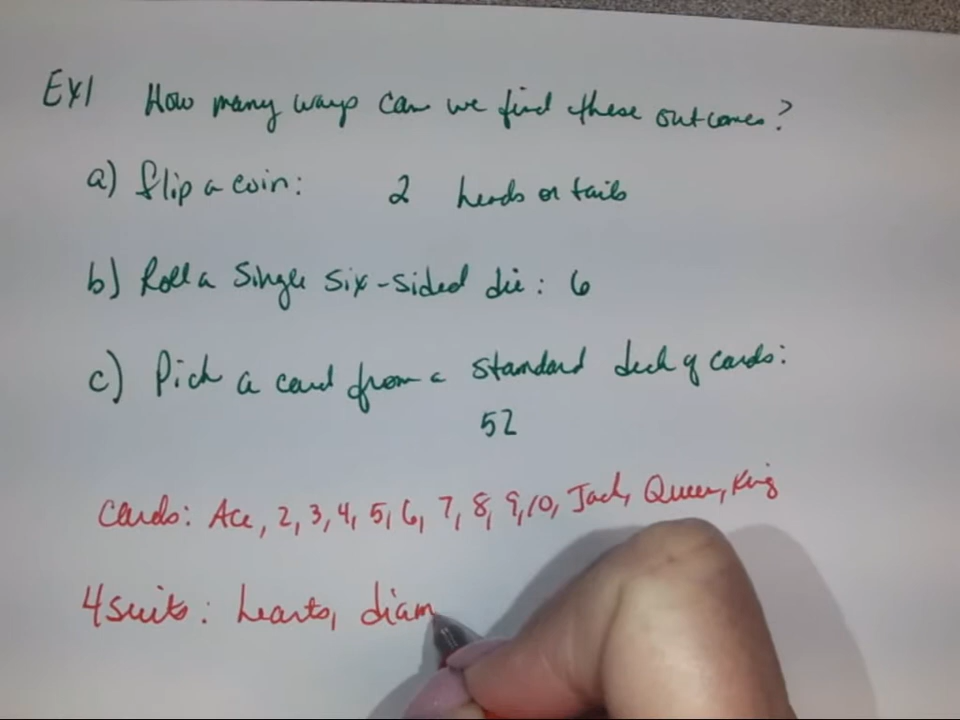 EX1 How many ways can we find these outcomes?
a) flip a coin: 2 heads or tails
b) Roll a single six-sided die: 6
c) Pick a card from a standard deck of cards:
52
cards: Ace, 2, 3, 4, 5, 6, 7, 8, 9, 10, Jack, Queen, King
4 suits: hearts, diam